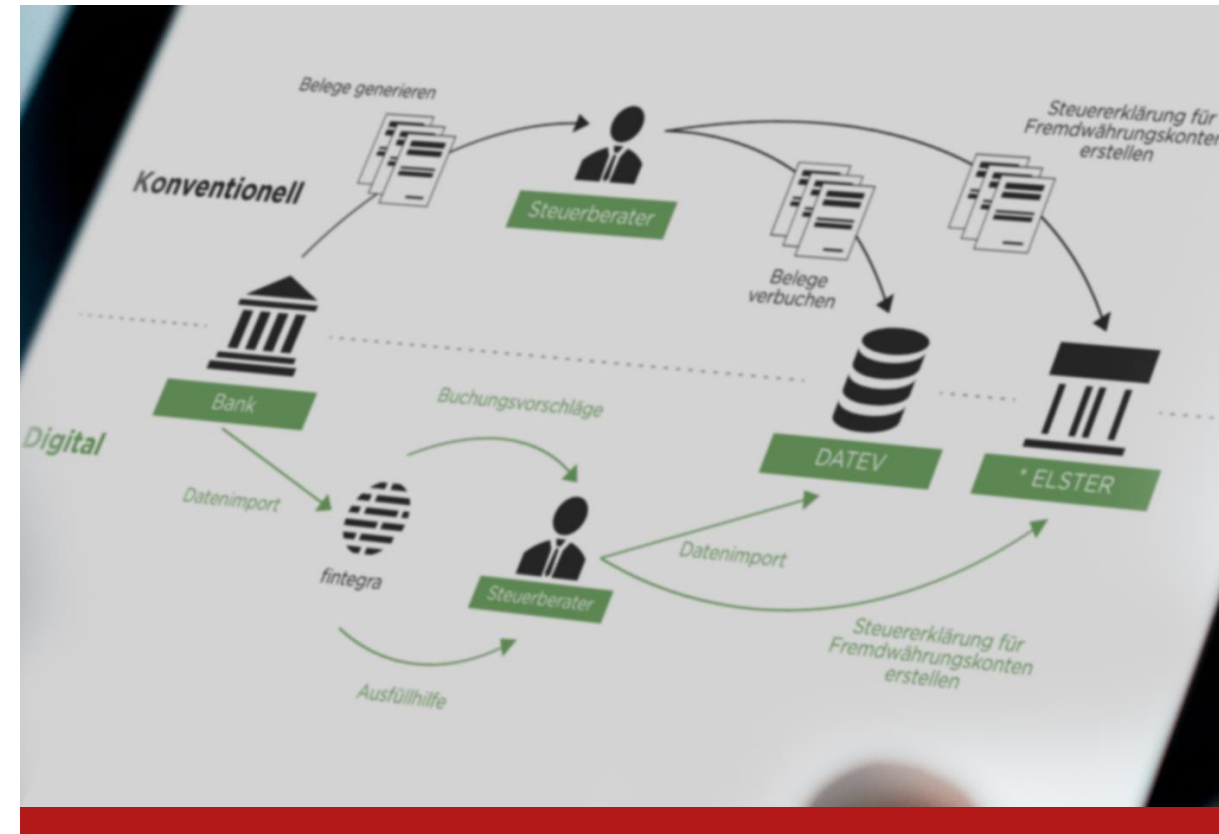 Belege generieren
Steuererklärung für
Fremdwährungskonten
erstellen
Konventionell
Steuerberater
Belege
verbuchen
Bank
Buchungsvorschläge
DATEV
* ELSTER
Digital
Datenimport
Datenimport
fintegra
Steuerberater
Steuererklärung für
Fremdwährungskonten
erstellen
Ausfüllhilfe